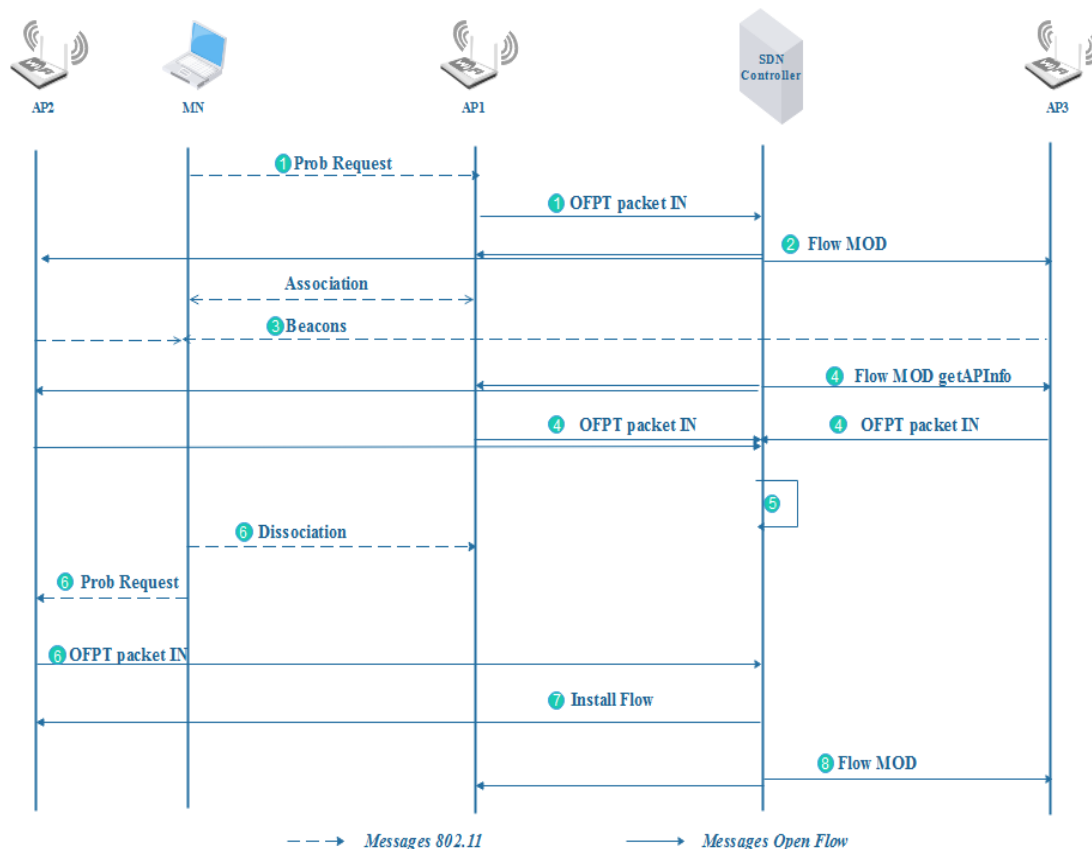 AP2
MN
AP1
SDN
Controller
AP3
1 Prob Request
1 OFPT packet IN
2 Flow MOD
Association
3 Beacons
4 Flow MOD getAPInfo
4 OFPT packet IN
4 OFPT packet IN
5
6 Dissociation
6 Prob Request
6 OFPT packet IN
7 Install Flow
8 Flow MOD
Messages 802.11
Messages Open Flow